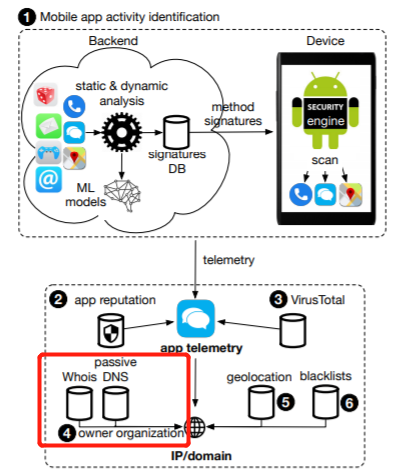 1 Mobile app activity identification
Backend
Device
static & dynamic
analysis
method
signatures
SECURITY
engine
signatures
DB
scan
ML
models
@
telemetry
2 app reputation
3 VirusTotal
app telemetry
passive
Whois DNS
geolocation
blacklists
5
6
4 owner organization
IP/domain